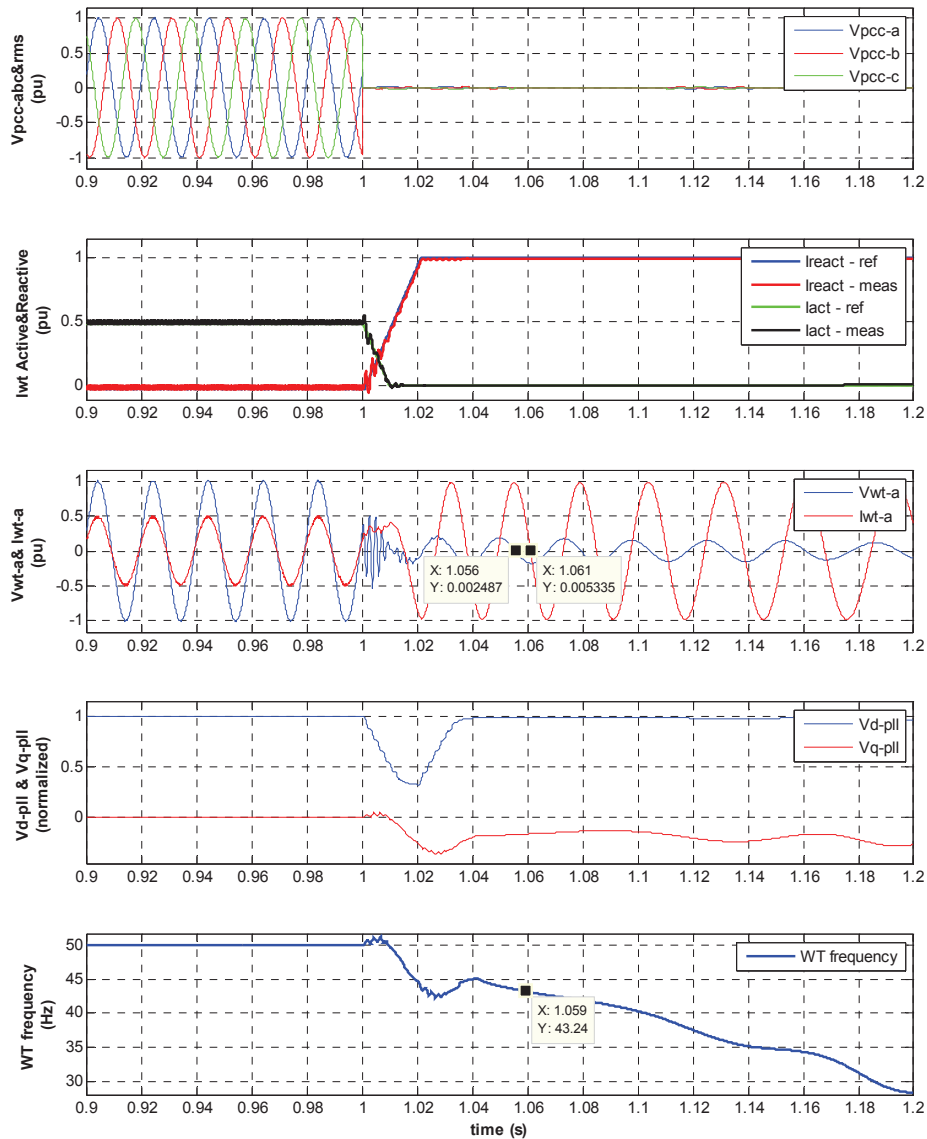 Vpcc-abc&rms
(pu)
1
0.5
0
-0.5
-1
Vpcc-a
Vpcc-b
Vpcc-c
0.9 0.92 0.94 0.96 0.98 1 1.02 1.04 1.06 1.08 1.1 1.12 1.14 1.16 1.18 1.2
Iwt Active&Reactive
(pu)
1
0.5
0
Ireact - ref
Ireact - meas
Iact - ref
Iact - meas
0.9 0.92 0.94 0.96 0.98 1 1.02 1.04 1.06 1.08 1.1 1.12 1.14 1.16 1.18 1.2
Vwt-a& Iwt-a
(pu)
1
0.5
0
-0.5
-1
Vwt-a
Iwt-a
X: 1.056
Y: 0.002487
X: 1.061
Y: 0.005335
0.9 0.92 0.94 0.96 0.98 1 1.02 1.04 1.06 1.08 1.1 1.12 1.14 1.16 1.18 1.2
Vd-pll & Vq-pll
(normalized)
1
0.5
0
Vd-pll
Vq-pll
0.9 0.92 0.94 0.96 0.98 1 1.02 1.04 1.06 1.08 1.1 1.12 1.14 1.16 1.18 1.2
WT frequency
(Hz)
50
45
40
35
30
WT frequency
X: 1.059
Y: 43.24
0.9 0.92 0.94 0.96 0.98 1 1.02 1.04 1.06 1.08 1.1 1.12 1.14 1.16 1.18 1.2
time (s)